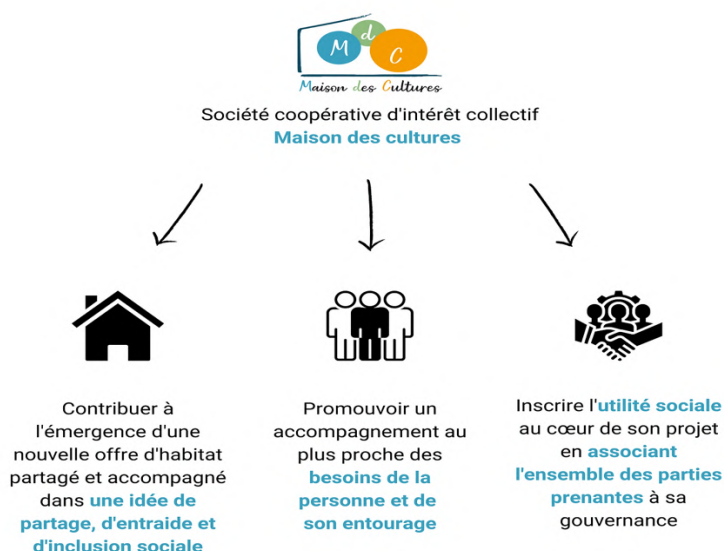 M d C
Maison des Cultures
Société coopérative d'intérêt collectif
Maison des cultures
Contribuer à
l'émergence d'une
nouvelle offre d'habitat
partagé et accompagné
dans une idée de
partage, d'entraide et
d'inclusion sociale
Promouvoir un
accompagnement au
plus proche des
besoins de la
personne et de
son entourage
Inscrire l'utilité sociale
au cœur de son projet
en associant
l'ensemble des parties
prenantes à sa
gouvernance